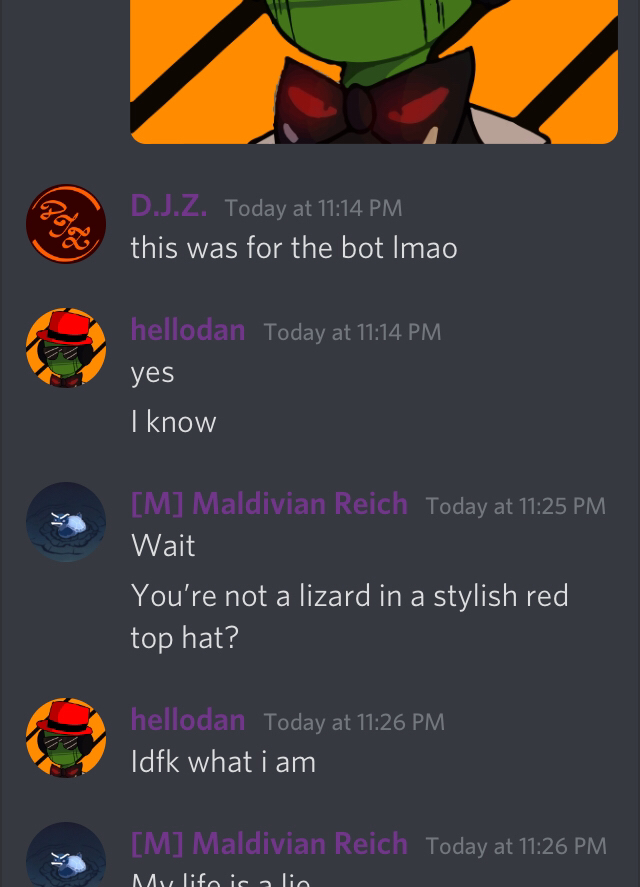 D.J.Z. Today at 11:14 PM
this was for the bot lmao
hellodan Today at 11:14 PM
yes
I know
[M] Maldivian Reich Today at 11:25 PM
Wait
You’re not a lizard in a stylish red
top hat?
hellodan Today at 11:26 PM
Idfk what i am
[M] Maldivian Reich Today at 11:26 PM
My life is a lie